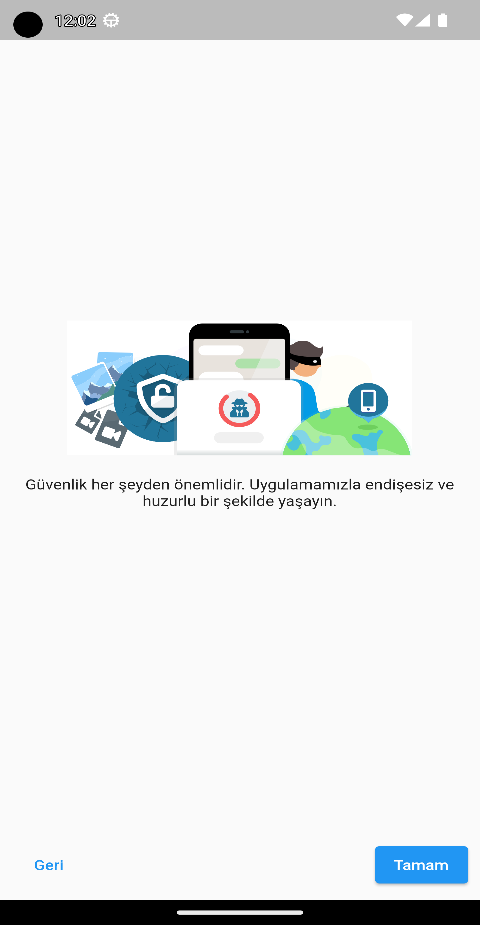 12:02
Güvenlik her şeyden önemlidir. Uygulamamızla endişesiz ve
huzurlu bir şekilde yaşayın.
Geri
Tamam